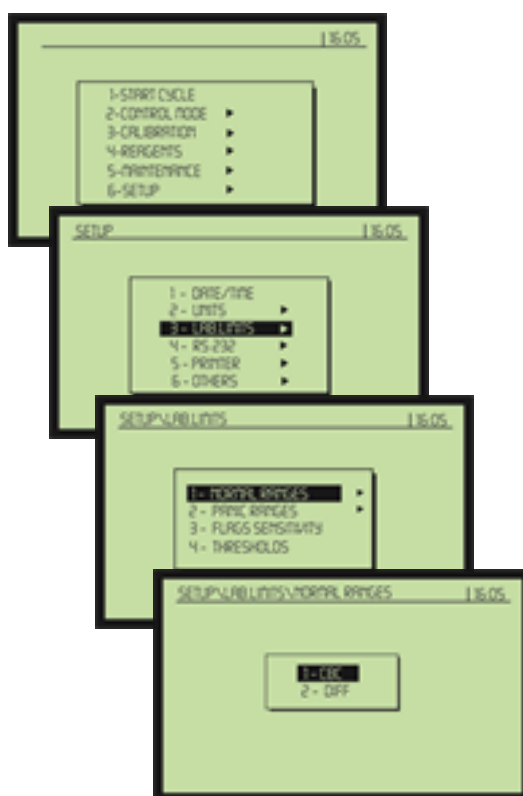 16:05
1-START CYCLE
2-CONTROL MODE
3-CALIBRATION
4-REAGENTS
5-MAINTENANCE
6-SETUP
SETUP 16:05
1 - DATE/TIME
2 - UNITS
3 - LAB.LIMITS
4 - RS-232
5 - PRINTER
6 - OTHERS
SETUP\LAB.LIMITS 16:05
1 - NORMAL RANGES
2 - PANIC RANGES
3 - FLAGS SENSITIVITY
4 - THRESHOLDS
SETUP\LAB.LIMITS\NORMAL RANGES 16:05
1 - CBC
2 - DIFF